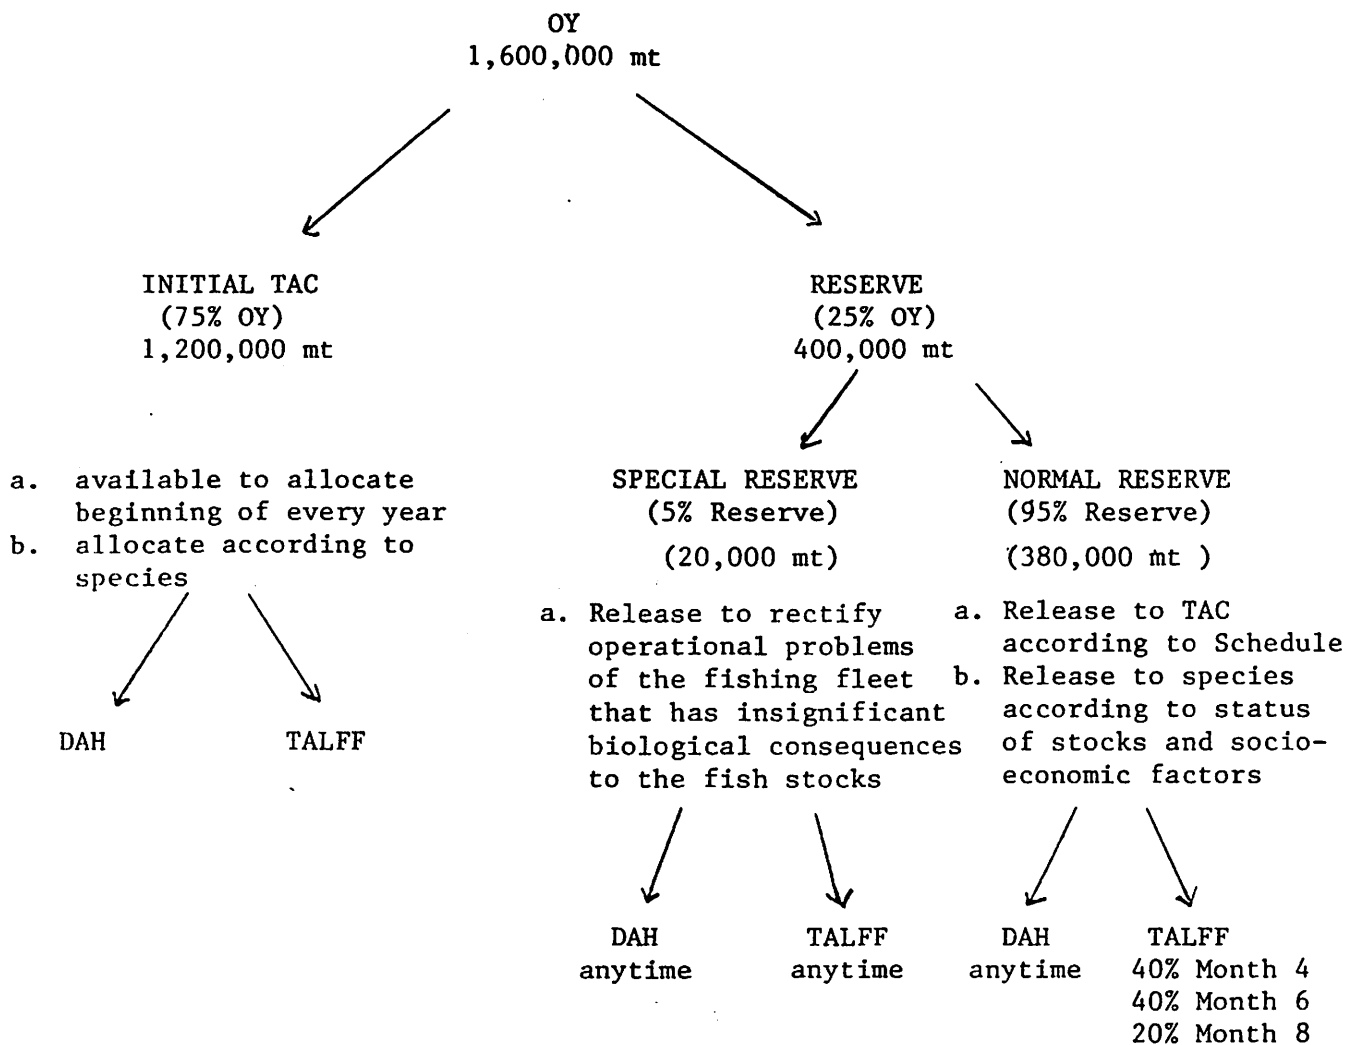 OY
1,600,000 mt
INITIAL TAC
(75% OY)
1,200,000 mt
RESERVE
(25% OY)
400,000 mt
a. available to allocate
beginning of every year
b. allocate according to
species
DAH
TALFF
SPECIAL RESERVE
(5% Reserve)
(20,000 mt)
a. Release to rectify
operational problems
of the fishing fleet
that has insignificant
biological consequences
to the fish stocks
DAH
anytime
TALFF
anytime
NORMAL RESERVE
(95% Reserve)
(380,000 mt )
a. Release to TAC
according to Schedule
b. Release to species
according to status
of stocks and socio-
economic factors
DAH
anytime
TALFF
40% Month 4
40% Month 6
20% Month 8